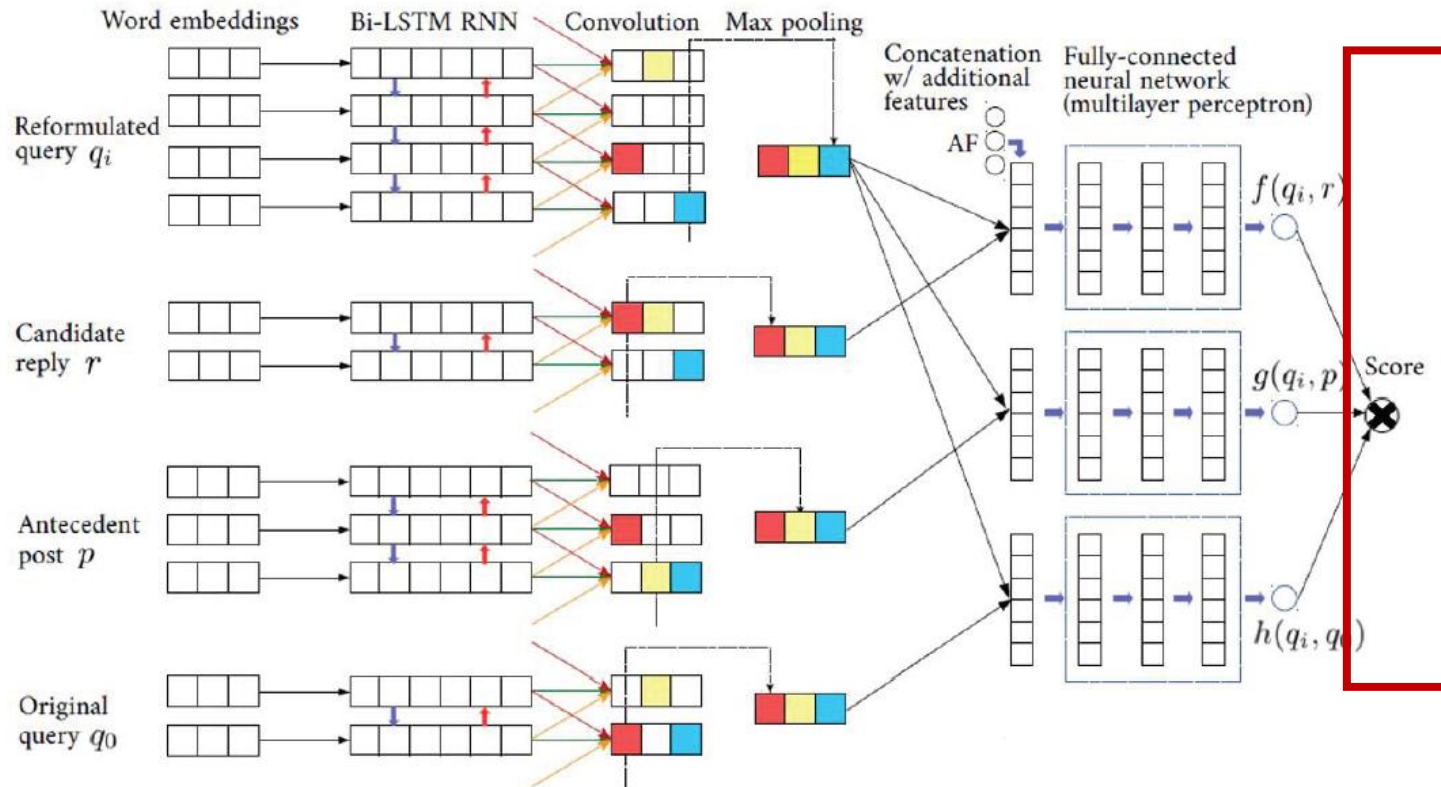 Word embeddings
Bi-LSTM RNN
Convolution
Max pooling
Concatenation
w/ additional
features
Fully-connected
neural network
(multilayer perceptron)
AF
Reformulated
query q_i
f(q_i, r)
Candidate
reply r
g(q_i, p)
Score
Antecedent
post p
h(q_i, q_0)
Original
query q_0